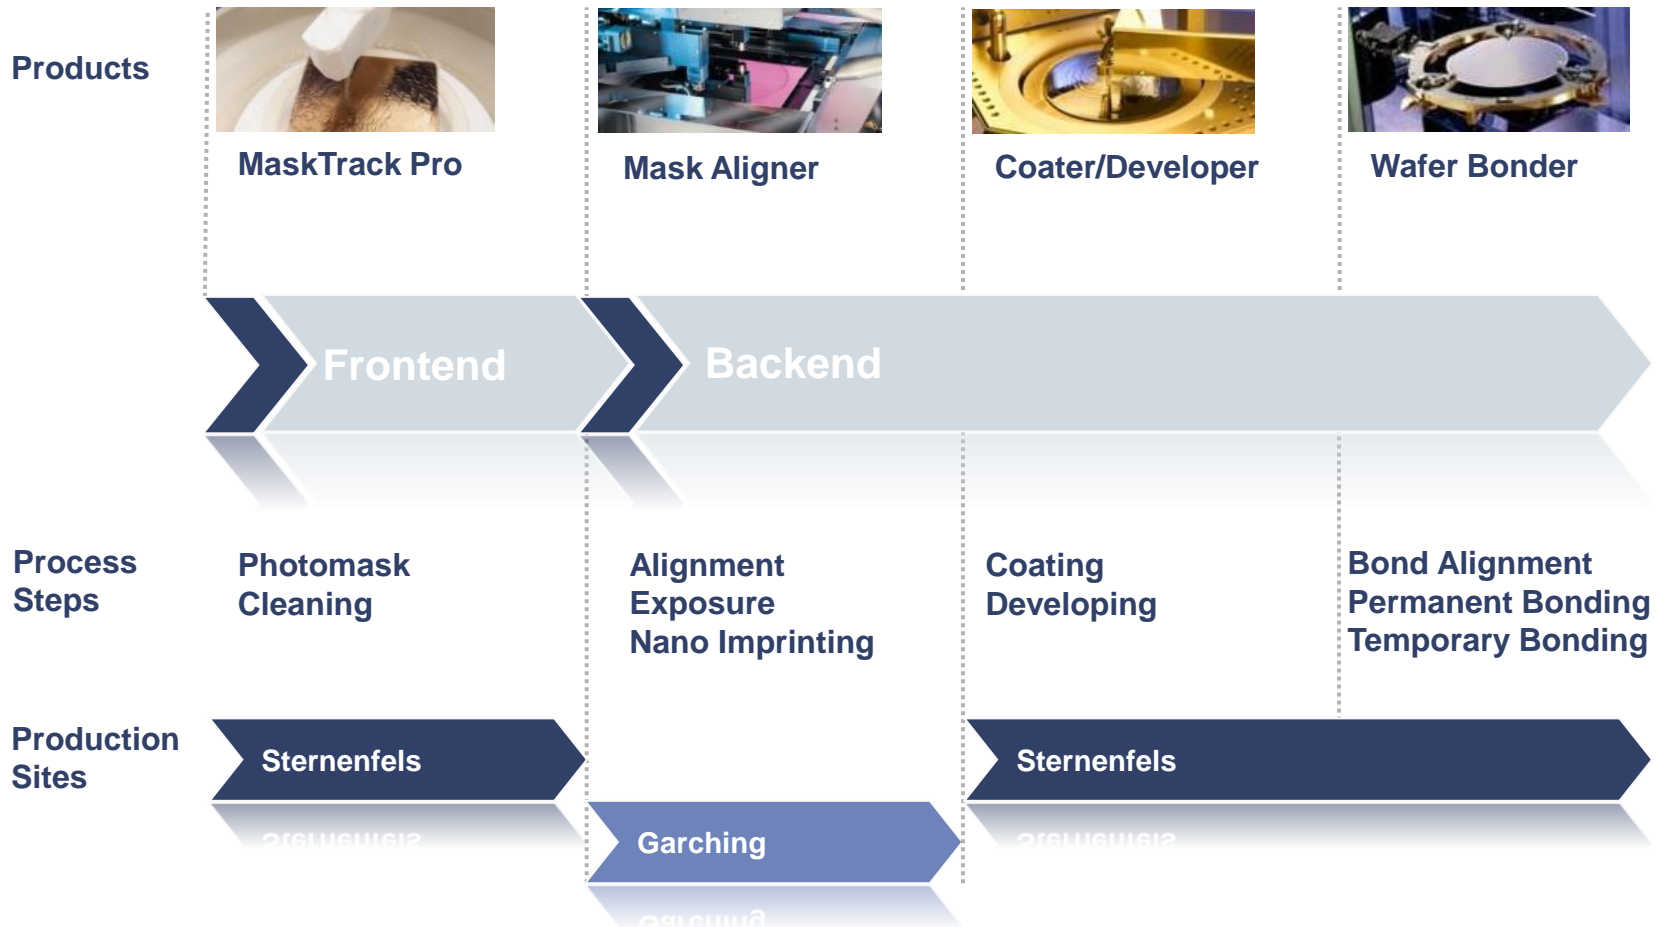 Products
MaskTrack Pro
Mask Aligner
Coater/Developer
Wafer Bonder
Frontend
Backend
Process
Steps
Photomask
Cleaning
Alignment
Exposure
Nano Imprinting
Coating
Developing
Bond Alignment
Permanent Bonding
Temporary Bonding
Production
Sites
Sternenfels
Garching
Sternenfels